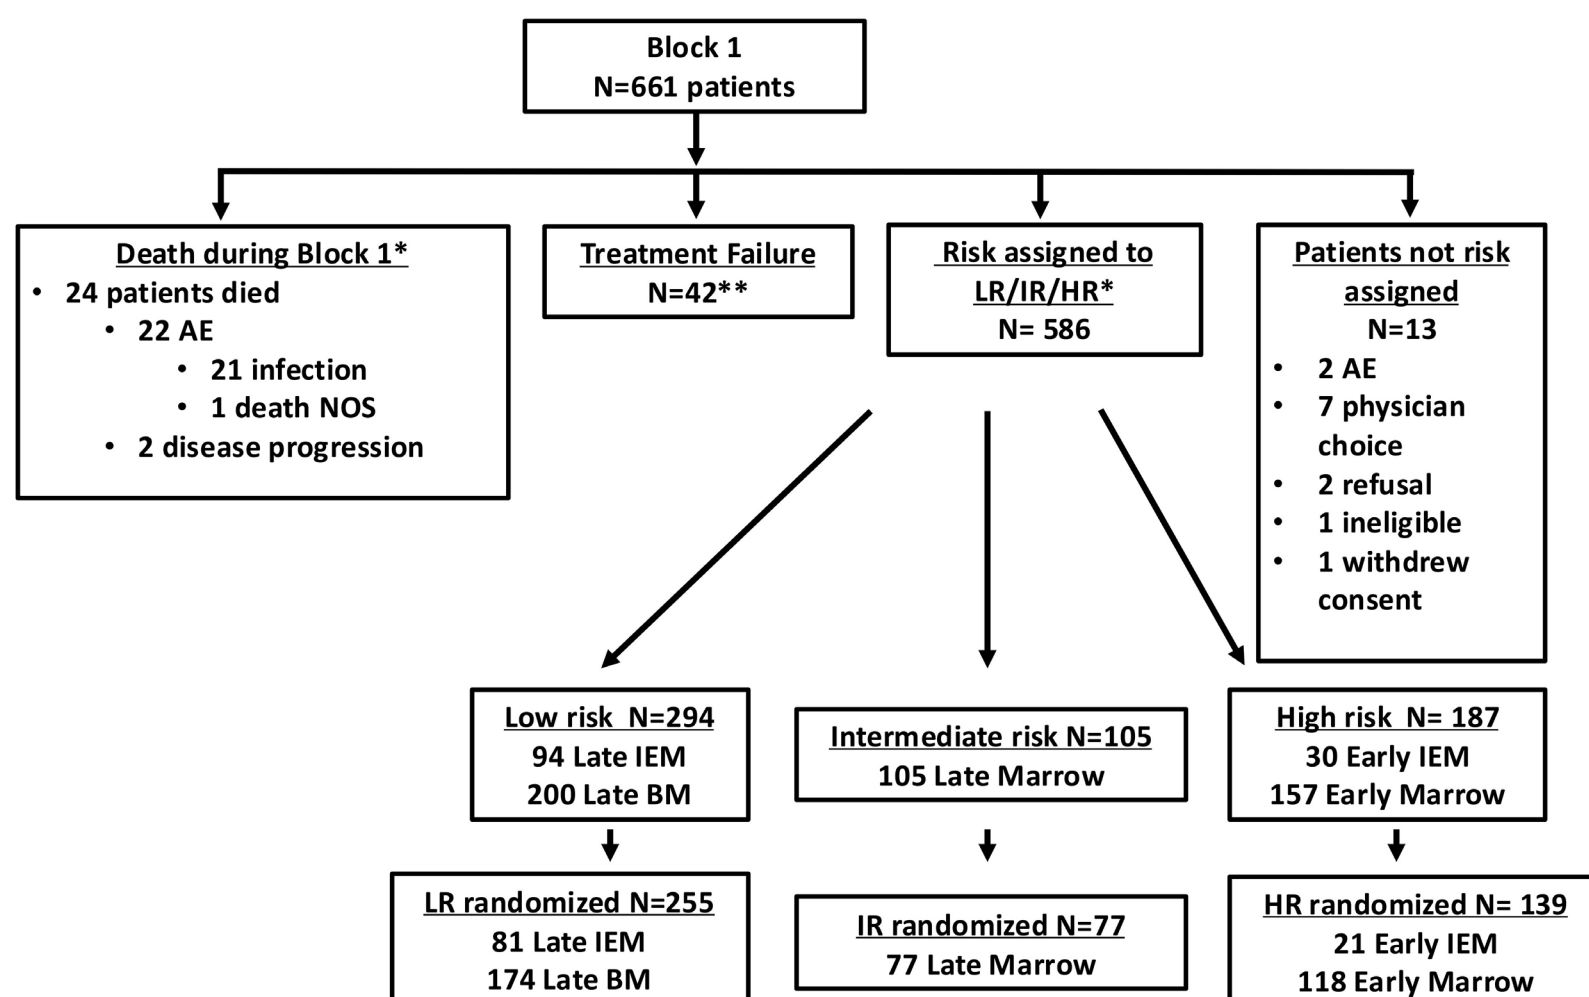 Block 1
N=661 patients
Death during Block 1*
• 24 patients died
• 22 AE
• 21 infection
• 1 death NOS
• 2 disease progression
Treatment Failure
N=42**
Risk assigned to
LR/IR/HR*
N= 586
Patients not risk
assigned
N=13
• 2 AE
• 7 physician
choice
• 2 refusal
• 1 ineligible
• 1 withdrew
consent
Low risk N=294
94 Late IEM
200 Late BM
Intermediate risk N=105
105 Late Marrow
High risk N= 187
30 Early IEM
157 Early Marrow
LR randomized N=255
81 Late IEM
174 Late BM
IR randomized N=77
77 Late Marrow
HR randomized N= 139
21 Early IEM
118 Early Marrow